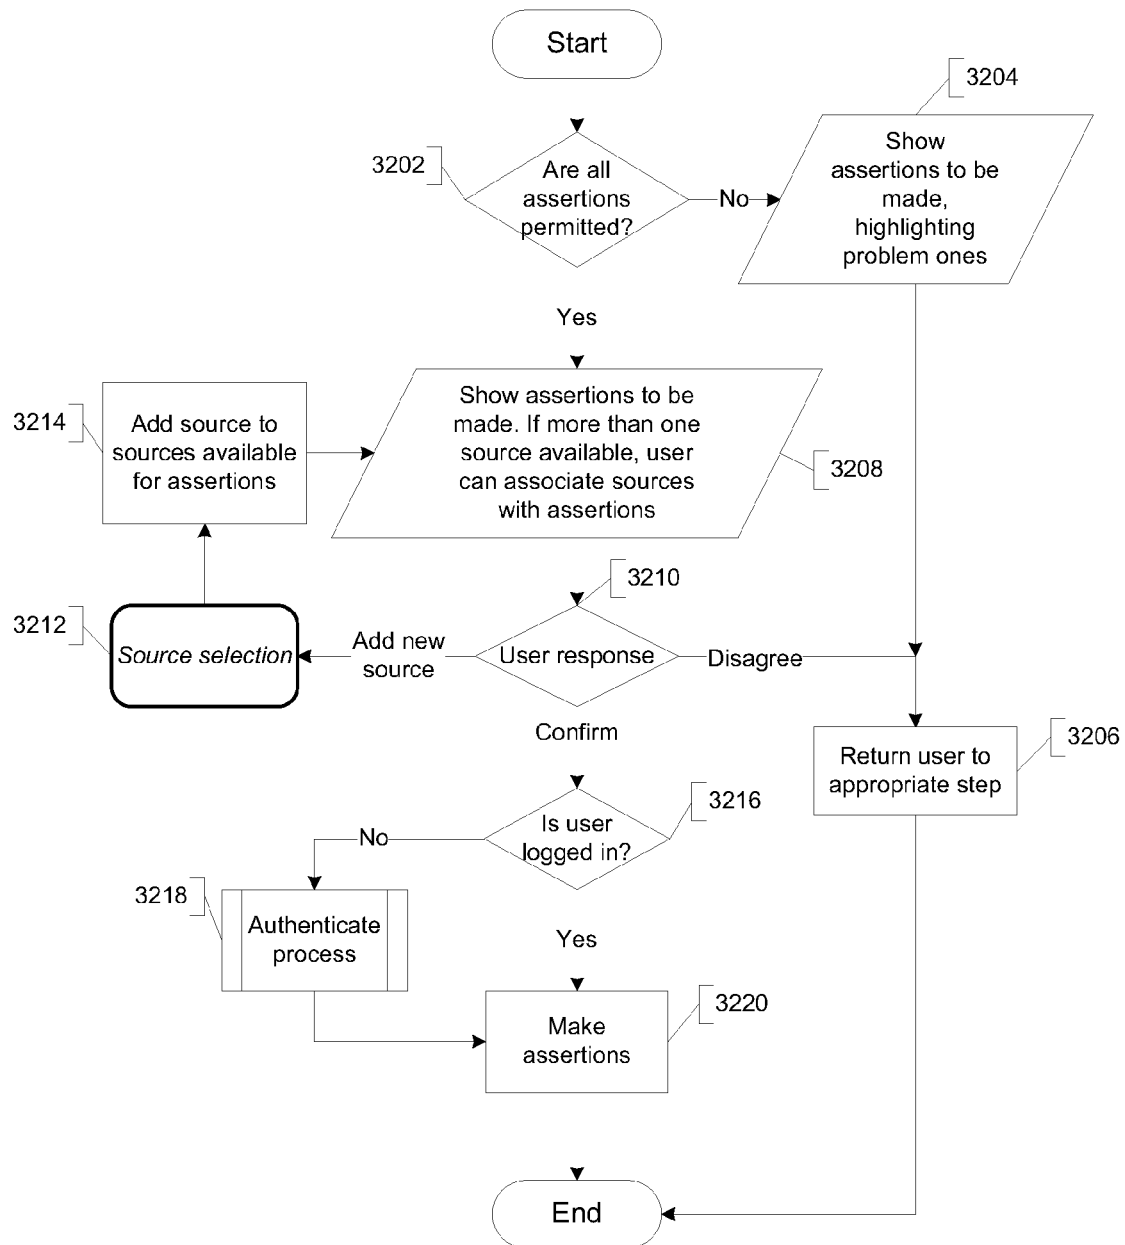 Start
3204
3202
Are all
assertions
permitted?
No
Show
assertions to be
made,
highlighting
problem ones
Yes
3214
Add source to
sources available
for assertions
Show assertions to be
made. If more than one
source available, user
can associate sources
with assertions
3208
3210
3212
Source selection
Add new
source
User response
Disagree
Confirm
3206
Return user to
appropriate step
3216
Is user
logged in?
No
3218
Authenticate
process
Yes
3220
Make
assertions
End